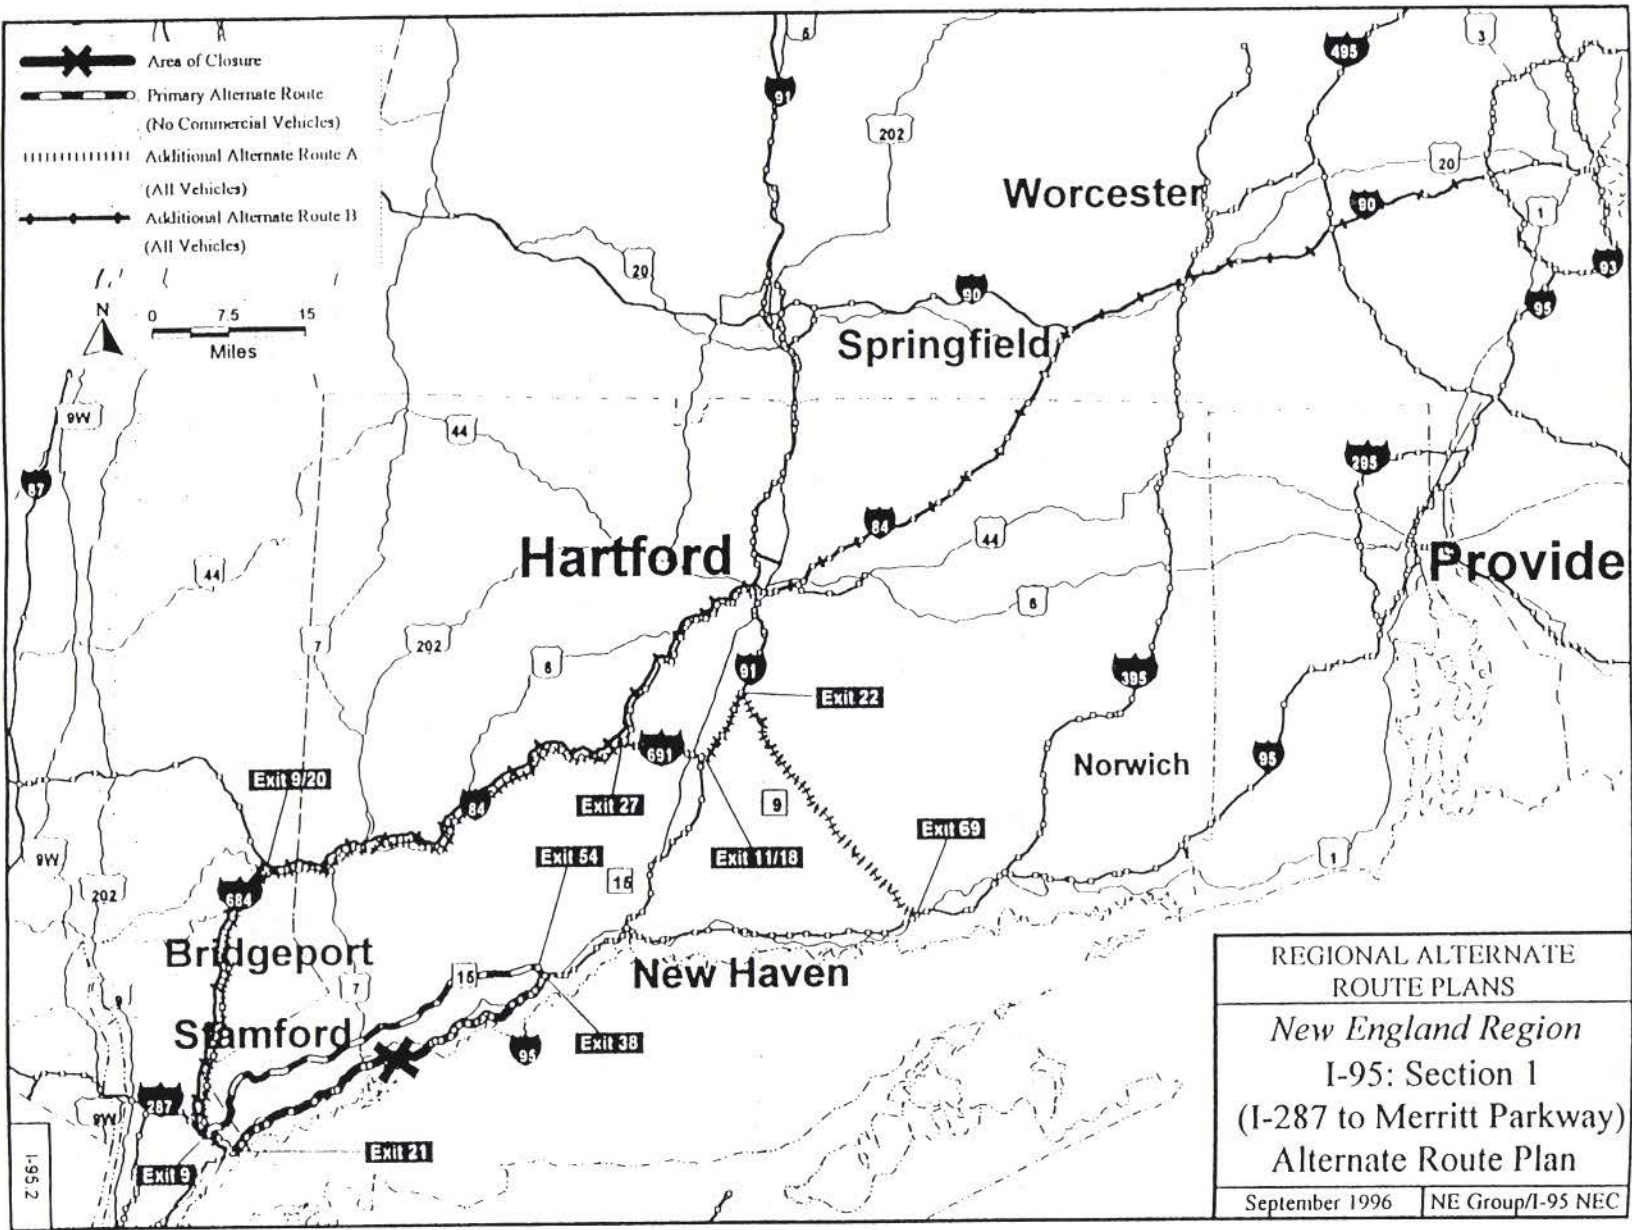 Area of Closure
Primary Alternate Route
(No Commercial Vehicles)
Additional Alternate Route A
(All Vehicles)
Additional Alternate Route B
(All Vehicles)
N
0 7.5 15
Miles
6
91
202
495
3
Worcester
20
90
1
93
95
20
90
Springfield
9W
87
44
295
84
44
Hartford
Provide
44
6
7
202
6
91
395
Exit 22
691
Norwich
95
Exit 9/20
84
Exit 27
9
Exit 69
Exit 54
Exit 11/18
1
9W
202
684
15
Bridgeport
15
New Haven
7
9
Stamford
95
Exit 38
287
9W
Exit 21
Exit 9
I-95.2
REGIONAL ALTERNATE
ROUTE PLANS
New England Region
I-95: Section 1
(I-287 to Merritt Parkway)
Alternate Route Plan
September 1996 NE Group/I-95 NEC